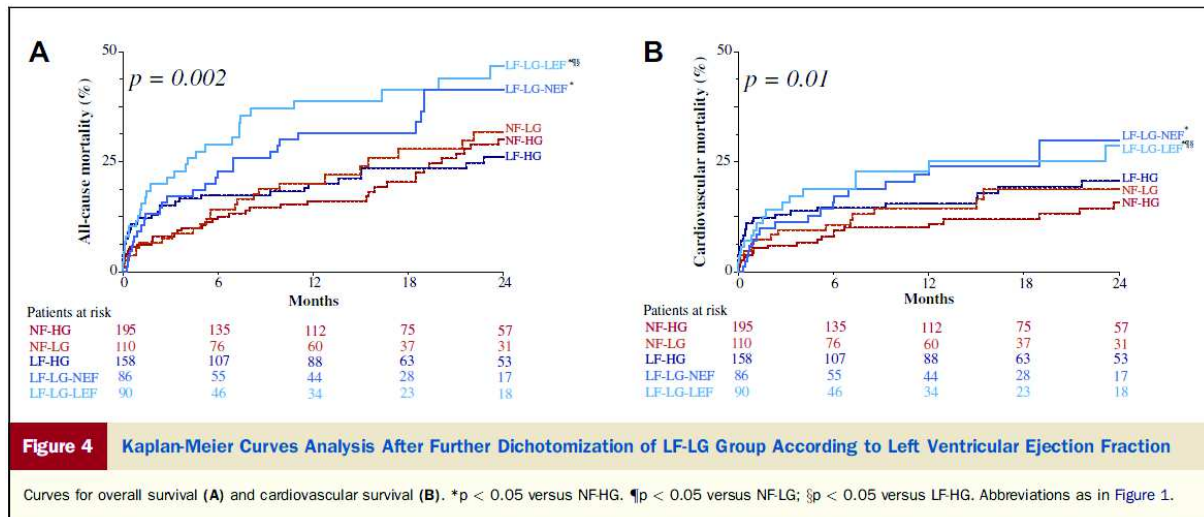 A
50
p = 0.002
LF-LG-LEF*¶§
LF-LG-NEF*
All-cause mortality (%)
25
NF-LG
NF-HG
LF-HG
0
0 6 12 18 24
Months
Patients at risk
NF-HG 195 135 112 75 57
NF-LG 110 76 60 37 31
LF-HG 158 107 88 63 53
LF-LG-NEF 86 55 44 28 17
LF-LG-LEF 90 46 34 23 18
B
50
p = 0.01
Cardiovascular mortality (%)
LF-LG-NEF*
LF-LG-LEF*¶§
25
LF-HG
NF-LG
NF-HG
0
0 6 12 18 24
Months
Patients at risk
NF-HG 195 135 112 75 57
NF-LG 110 76 60 37 31
LF-HG 158 107 88 63 53
LF-LG-NEF 86 55 44 28 17
LF-LG-LEF 90 46 34 23 18
Figure 4 Kaplan-Meier Curves Analysis After Further Dichotomization of LF-LG Group According to Left Ventricular Ejection Fraction
Curves for overall survival (A) and cardiovascular survival (B). *p < 0.05 versus NF-HG. ¶p < 0.05 versus NF-LG; §p < 0.05 versus LF-HG. Abbreviations as in Figure 1.